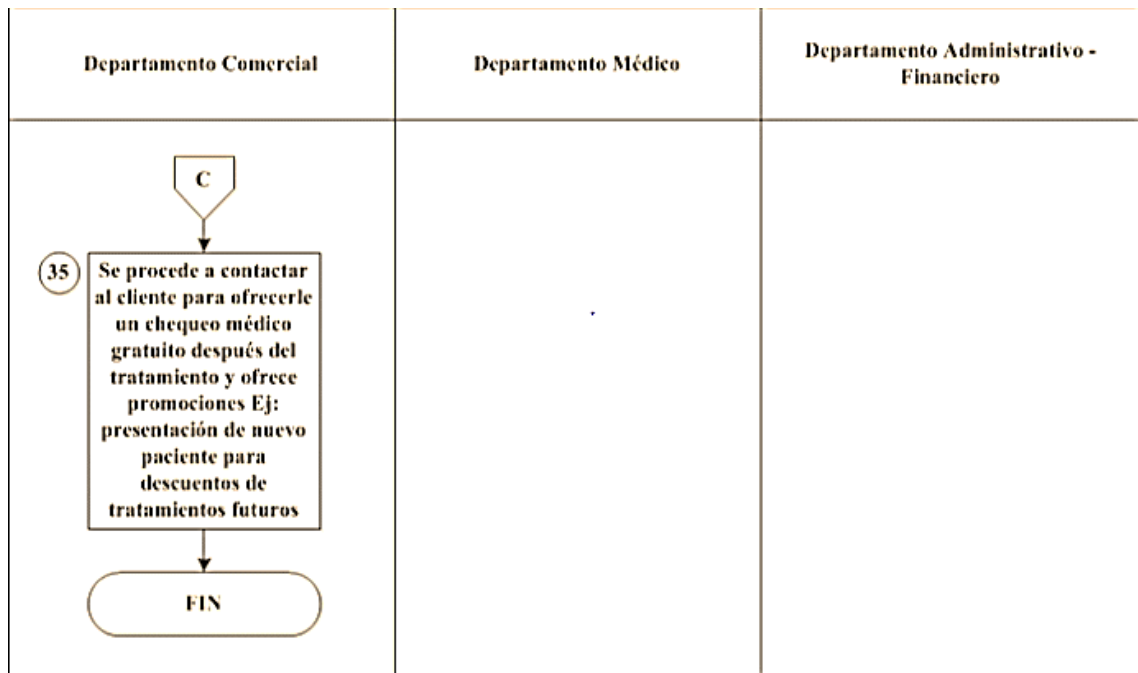 Departamento Comercial
Departamento Médico
Departamento Administrativo -
Financiero
C
35
Se procede a contactar
al cliente para ofrecerle
un chequeo médico
gratuito después del
tratamiento y ofrece
promociones Ej:
presentación de nuevo
paciente para
descuentos de
tratamientos futuros
FIN